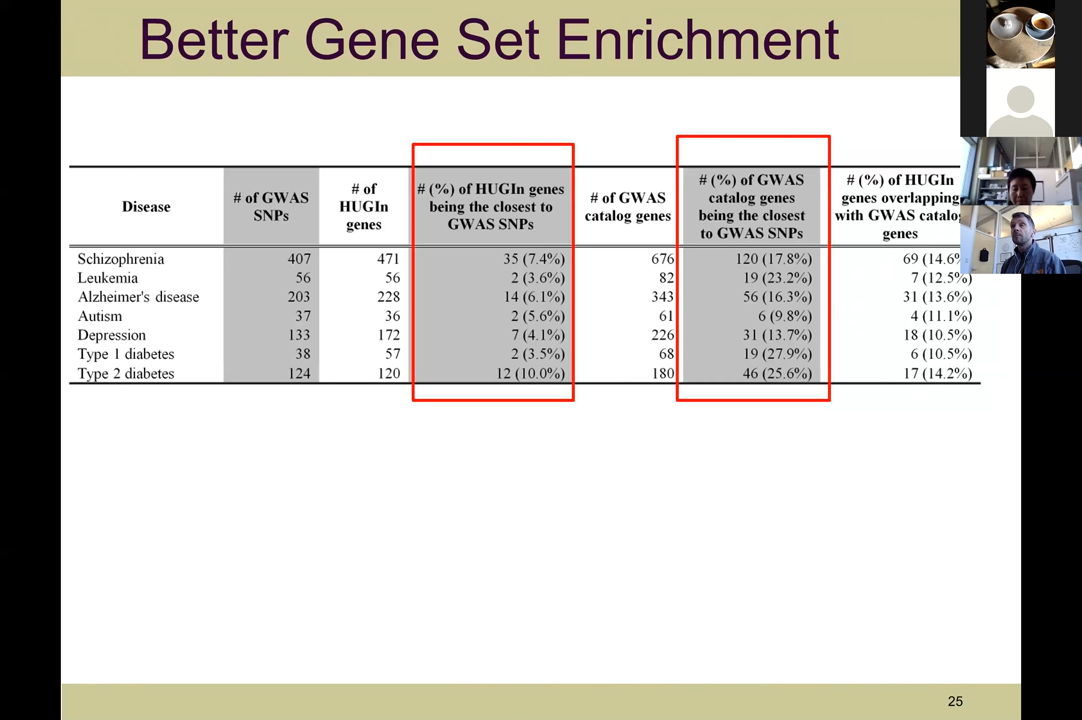 Better Gene Set Enrichment
Disease
# of GWAS
SNPs
# of
HUGIn
genes
# (%) of HUGIn genes
being the closest to
GWAS SNPs
# of GWAS
catalog genes
# (%) of GWAS
catalog genes
being the closest
to GWAS SNPs
# (%) of HUGIn
genes overlapping
with GWAS catalog
genes
Schizophrenia 407 471 35 (7.4%) 676 120 (17.8%) 69 (14.6%
Leukemia 56 56 2 (3.6%) 82 19 (23.2%) 7 (12.5%)
Alzheimer's disease 203 228 14 (6.1%) 343 56 (16.3%) 31 (13.6%)
Autism 37 36 2 (5.6%) 61 6 (9.8%) 4 (11.1%)
Depression 133 172 7 (4.1%) 226 31 (13.7%) 18 (10.5%)
Type 1 diabetes 38 57 2 (3.5%) 68 19 (27.9%) 6 (10.5%)
Type 2 diabetes 124 120 12 (10.0%) 180 46 (25.6%) 17 (14.2%)
25